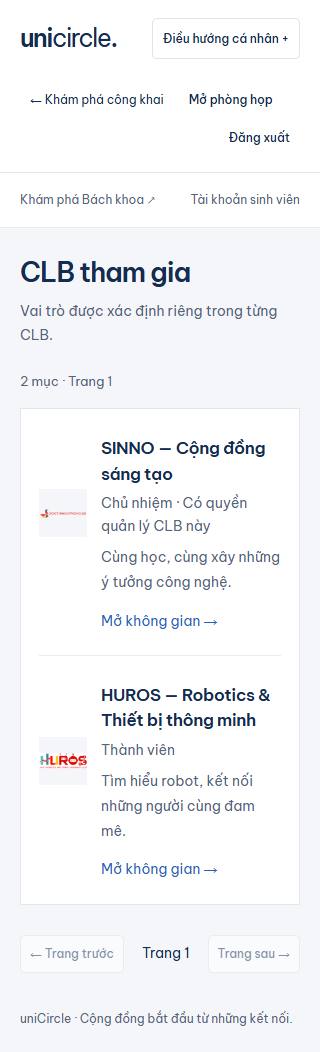 unicircle.
Điều hướng cá nhân +
← Khám phá công khai
Mở phòng họp
Đăng xuất
Khám phá Bách khoa ↗
Tài khoản sinh viên
CLB tham gia
Vai trò được xác định riêng trong từng
CLB.
2 mục · Trang 1
SINNO — Cộng đồng
sáng tạo
Chủ nhiệm · Có quyền
quản lý CLB này
Cùng học, cùng xây những
ý tưởng công nghệ.
Mở không gian →
HUROS
HUROS — Robotics &
Thiết bị thông minh
Thành viên
Tìm hiểu robot, kết nối
những người cùng đam
mê.
Mở không gian →
← Trang trước
Trang 1
Trang sau →
uniCircle · Cộng đồng bắt đầu từ những kết nối.